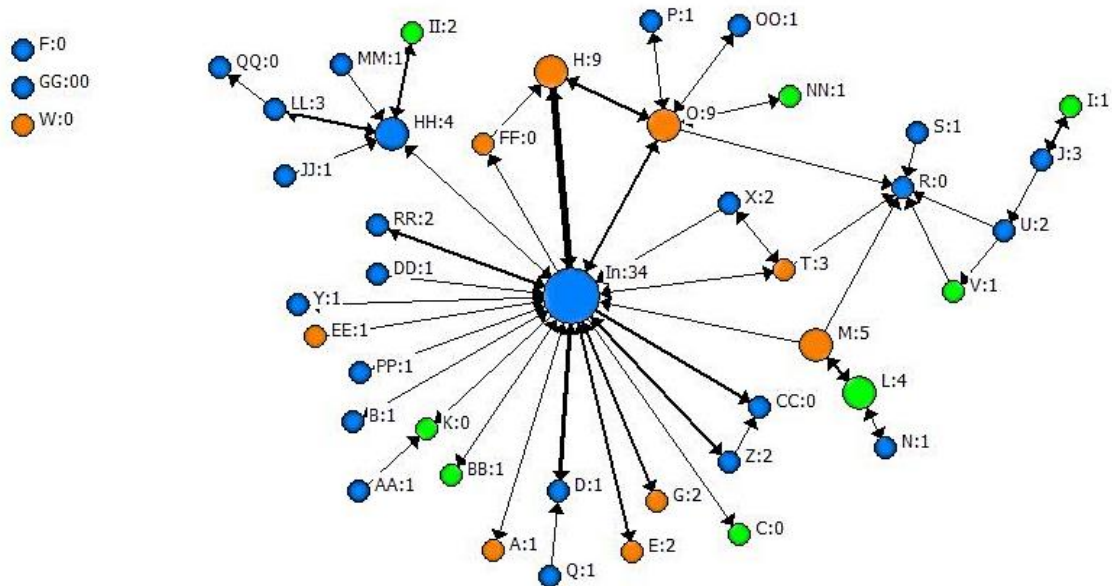 F:0
GG:00
W:0
QQ:0
LL:3
JJ:1
MM:1
II:2
HH:4
H:9
FF:0
P:1
OO:1
NN:1
O:9
I:1
S:1
J:3
R:0
U:2
V:1
X:2
T:3
In:34
RR:2
DD:1
Y:1
EE:1
PP:1
B:1
K:0
AA:1
BB:1
D:1
A:1
Q:1
E:2
G:2
C:0
Z:2
CC:0
M:5
L:4
N:1